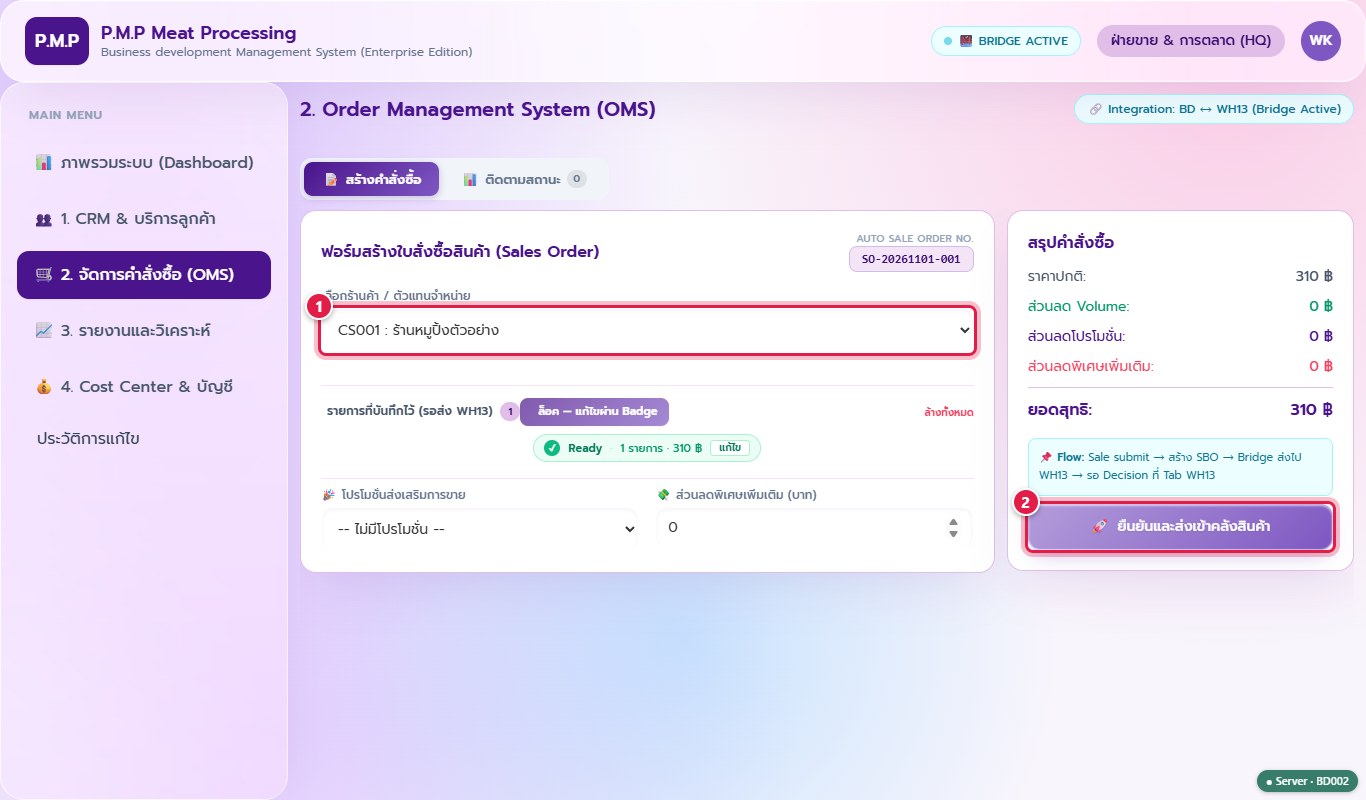 P.M.P
P.M.P Meat Processing
Business development Management System (Enterprise Edition)
BRIDGE ACTIVE
ฝ่ายขาย & การตลาด (HQ)
WK
MAIN MENU
ภาพรวมระบบ (Dashboard)
1. CRM & บริการลูกค้า
2. จัดการคำสั่งซื้อ (OMS)
3. รายงานและวิเคราะห์
4. Cost Center & บัญชี
ประวัติการแก้ไข
2. Order Management System (OMS)
Integration: BD ↔ WH13 (Bridge Active)
สร้างคำสั่งซื้อ
ติดตามสถานะ 0
ฟอร์มสร้างใบสั่งซื้อสินค้า (Sales Order)
AUTO SALE ORDER NO.
SO-20261101-001
ลือกร้านค้า / ตัวแทนจำหน่าย
1
CS001 : ร้านหมูปิ้งตัวอย่าง
รายการที่บันทึกไว้ (รอส่ง WH13) 1 ล็อค — แก้ไขผ่าน Badge
ล้างทั้งหมด
Ready · 1 รายการ · 310 ฿ แก้ไข
โปรโมชั่นส่งเสริมการขาย
-- ไม่มีโปรโมชั่น --
ส่วนลดพิเศษเพิ่มเติม (บาท)
0
สรุปคำสั่งซื้อ
ราคาปกติ: 310 ฿
ส่วนลด Volume: 0 ฿
ส่วนลดโปรโมชั่น: 0 ฿
ส่วนลดพิเศษเพิ่มเติม: 0 ฿
ยอดสุทธิ: 310 ฿
Flow: Sale submit → สร้าง SBO → Bridge ส่งไป
WH13 → รอ Decision ที่ Tab WH13
2
ยืนยันและส่งเข้าคลังสินค้า
Server · BD002